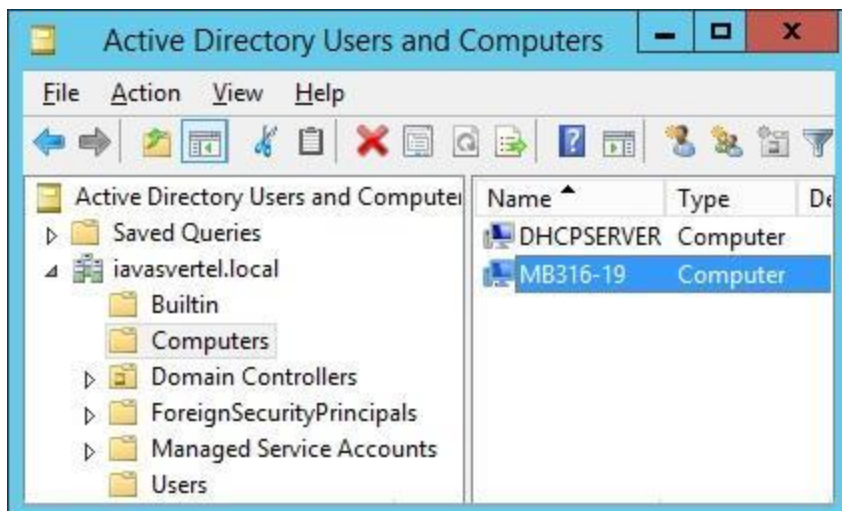 Active Directory Users and Computers
File Action View Help
Active Directory Users and Computer
Saved Queries
iavasvertel.local
Builtin
Computers
Domain Controllers
ForeignSecurityPrincipals
Managed Service Accounts
Users
Name Type De
DHCPSERVER Computer
MB316-19 Computer